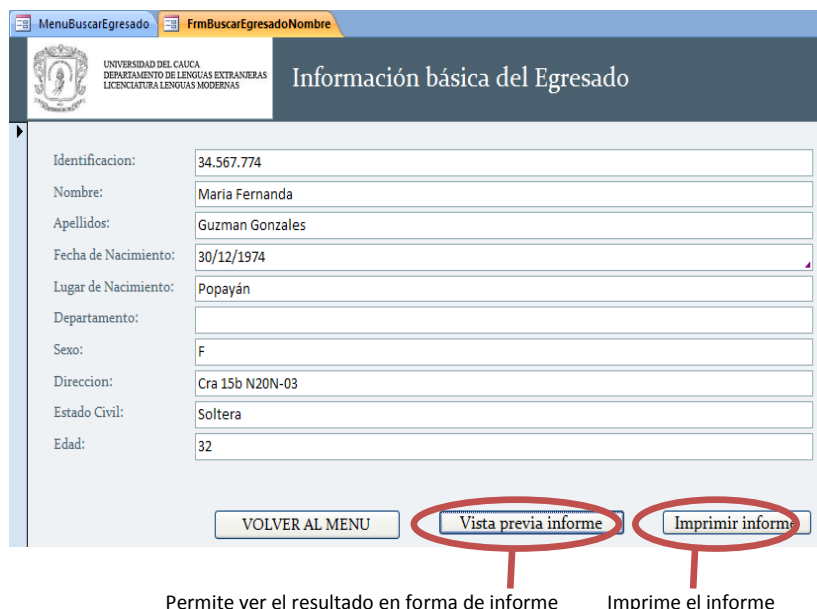 MenuBuscarEgresado FrmBuscarEgresadoNombre
UNIVERSIDAD DEL CAUCA
DEPARTAMENTO DE LENGUAS EXTRANJERAS
LICENCIATURA LENGUAS MODERNAS
Información básica del Egresado
Identificacion: 34.567.774
Nombre: Maria Fernanda
Apellidos: Guzman Gonzales
Fecha de Nacimiento: 30/12/1974
Lugar de Nacimiento: Popayán
Departamento:
Sexo: F
Direccion: Cra 15b N20N-03
Estado Civil: Soltera
Edad: 32
VOLVER AL MENU Vista previa informe Imprimir informe
Permite ver el resultado en forma de informe Imprime el informe